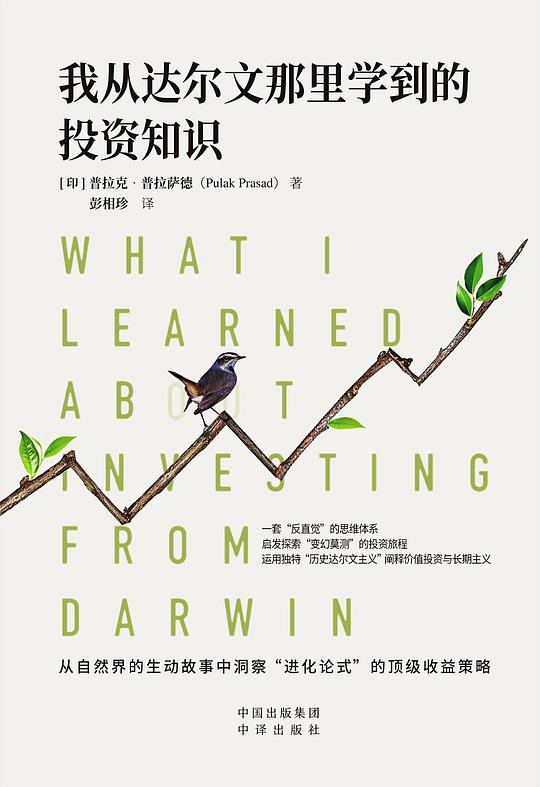 我从达尔文那里学到的
投资知识
[印] 普拉克·普拉萨德（Pulak Prasad） 著
彭相珍 译
WHAT I
LEARNED
ABOUT
INVESTING
FROM
一套“反直觉”的思维体系
启发探索“变幻莫测”的投资旅程
运用独特“历史达尔文主义”阐释价值投资与长期主义
DARWIN
从自然界的生动故事中洞察“进化论式”的顶级收益策略
中国出版集团
中译出版社